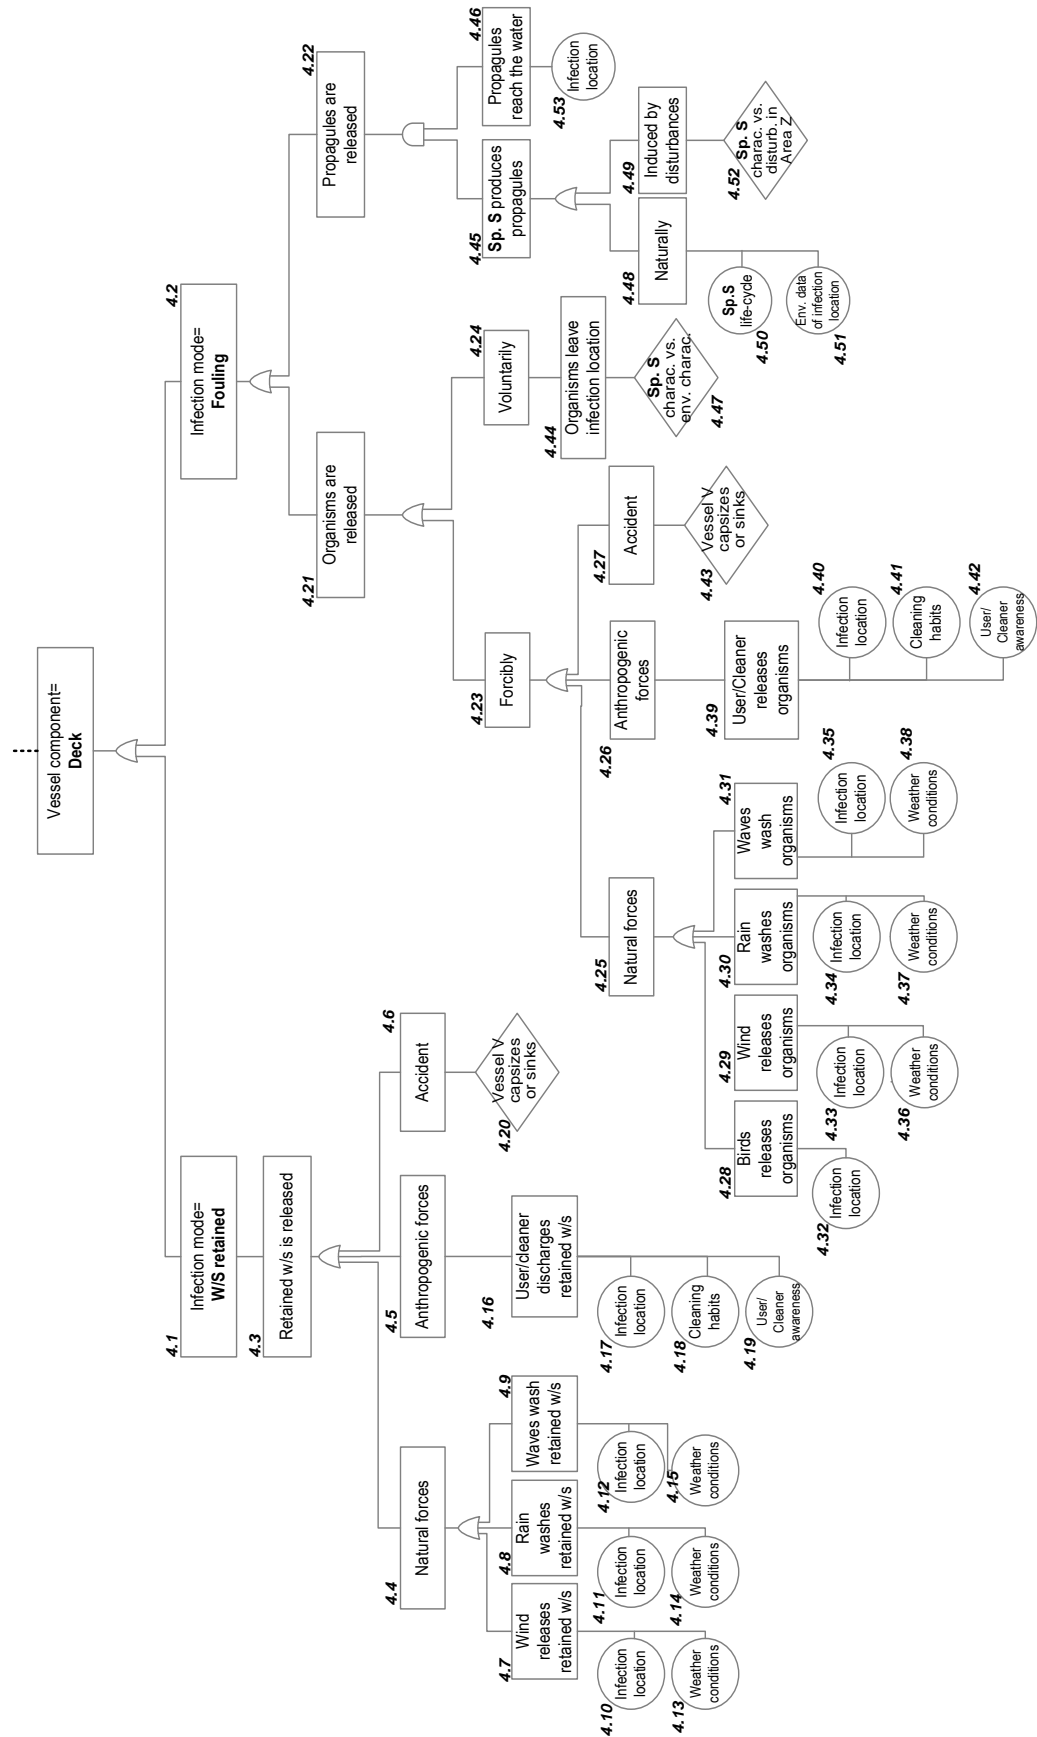 Vessel component=
Deck
4.1
Infection mode=
W/S retained
4.2
Infection mode=
Fouling
4.3
Retained w/s is released
4.4
Natural forces
4.5
Anthropogenic forces
4.6
Accident
4.7
Wind
releases
retained w/s
4.8
Rain
washes
retained w/s
4.9
Waves wash
retained w/s
4.10
Infection
location
4.11
Infection
location
4.12
Infection
location
4.13
Weather
conditions
4.14
Weather
conditions
4.15
Weather
conditions
4.16
User/cleaner
discharges
retained w/s
4.17
Infection
location
4.18
Cleaning
habits
4.19
User/
Cleaner
awareness
4.20
Vessel V
capsizes
or sinks
4.21
Organisms are
released
4.22
Propagules are
released
4.23
Forcibly
4.24
Voluntarily
4.25
Natural forces
4.26
Anthropogenic
forces
4.27
Accident
4.28
Birds
releases
organisms
4.29
Wind
releases
organisms
4.30
Rain
washes
organisms
4.31
Waves
wash
organisms
4.32
Infection
location
4.33
Infection
location
4.34
Infection
location
4.35
Infection
location
4.36
Weather
conditions
4.37
Weather
conditions
4.38
Weather
conditions
4.39
User/Cleaner
releases
organisms
4.40
Infection
location
4.41
Cleaning
habits
4.42
User/
Cleaner
awareness
4.43
Vessel V
capsizes
or sinks
4.44
Organisms leave
infection location
4.47
Sp. S
charac. vs.
env. charac.
4.45
Sp. S produces
propagules
4.46
Propagules
reach the water
4.53
Infection
location
4.48
Naturally
4.49
Induced by
disturbances
4.50
Sp.S
life-cycle
4.51
Env. data
of infection
location
4.52
Sp. S
charac. vs.
disturb. in
Area Z